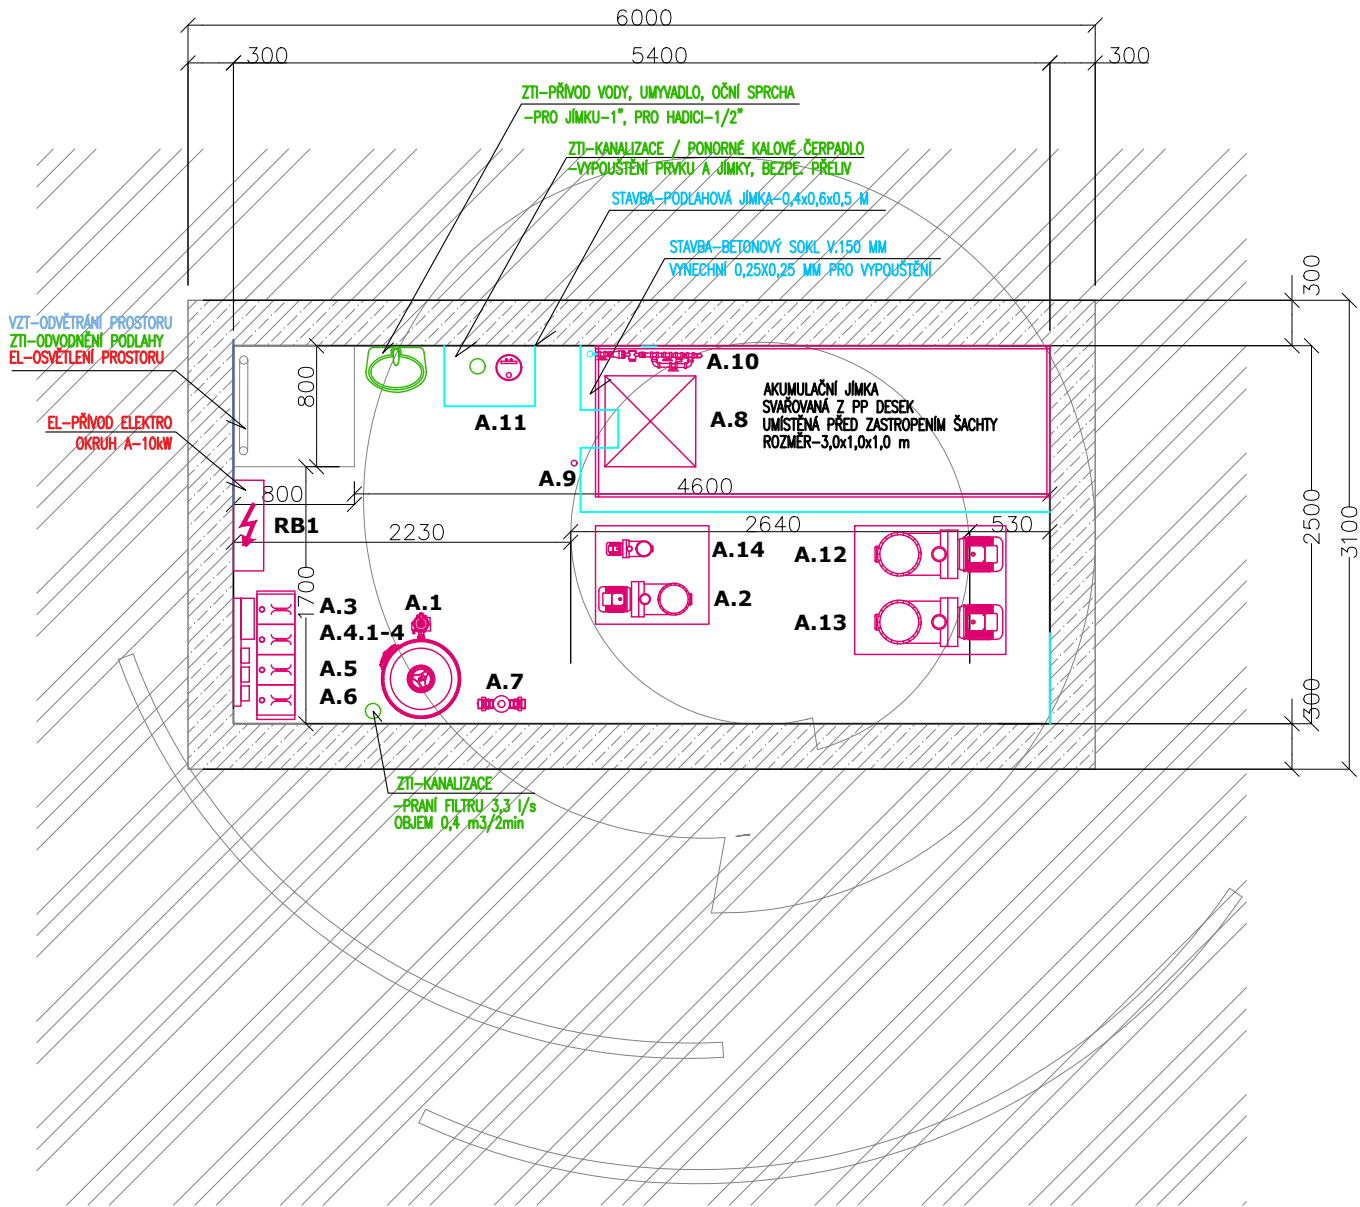 6000
300
5400
300
ZTI-PŘÍVOD VODY, UMYVADLO, OČNÍ SPRCHA
-PRO JÍMKU-1", PRO HADICI-1/2"
ZTI-KANALIZACE / PONORNÉ KALOVÉ ČERPADLO
-VYPOUŠTĚNÍ PRVKU A JÍMKY, BEZPE. PŘELIV
STAVBA-PODLAHOVÁ JÍMKA-0,4x0,6x0,5 M
STAVBA-BETONOVÝ SOKL V.150 MM
VYNECHNÍ 0,25X0,25 MM PRO VYPOUŠTĚNÍ
300
VZT-ODVĚTRÁNÍ PROSTORU
ZTI-ODVODNĚNÍ PODLAHY
EL-OSVĚTLENÍ PROSTORU
EL-PŘÍVOD ELEKTRO
OKRUH A-10kW
800
A.10
A.11
A.8
AKUMULAČNÍ JÍMKA
SVAŘOVANÁ Z PP DESEK
UMÍSTĚNÁ PŘED ZASTROPENÍM ŠACHTY
ROZMĚR-3,0x1,0x1,0 m
A.9
800
4600
RB1
2230
2640
530
2500
3100
A.14
A.12
1700
A.3
A.1
A.2
A.4.1-4
A.13
A.5
A.6
A.7
300
ZTI-KANALIZACE
-PRANÍ FILTRU 3,3 l/s
OBJEM 0,4 m3/2min